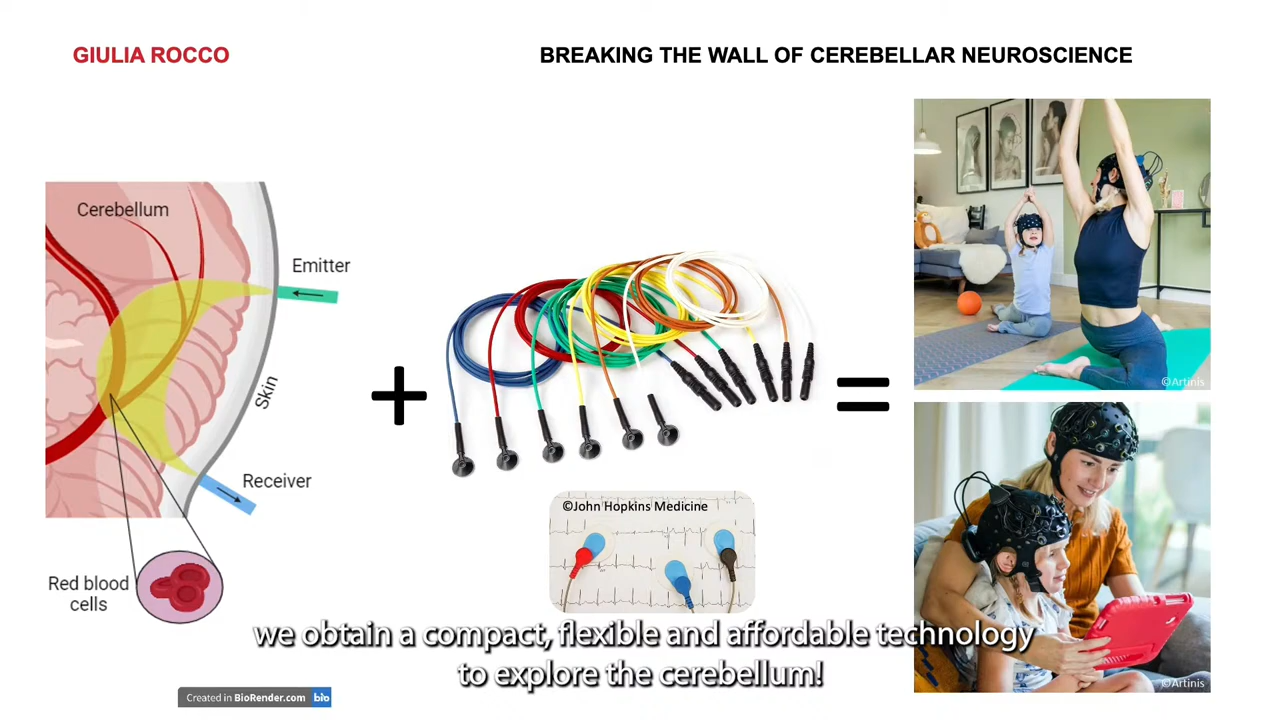 GIULIA ROCCO
BREAKING THE WALL OF CEREBELLAR NEUROSCIENCE
Cerebellum
Emitter
Skin
Receiver
Red blood
cells
+
=
©John Hopkins Medicine
©Artinis
©Artinis
we obtain a compact, flexible and affordable technology
to explore the cerebellum!
Created in BioRender.com bio